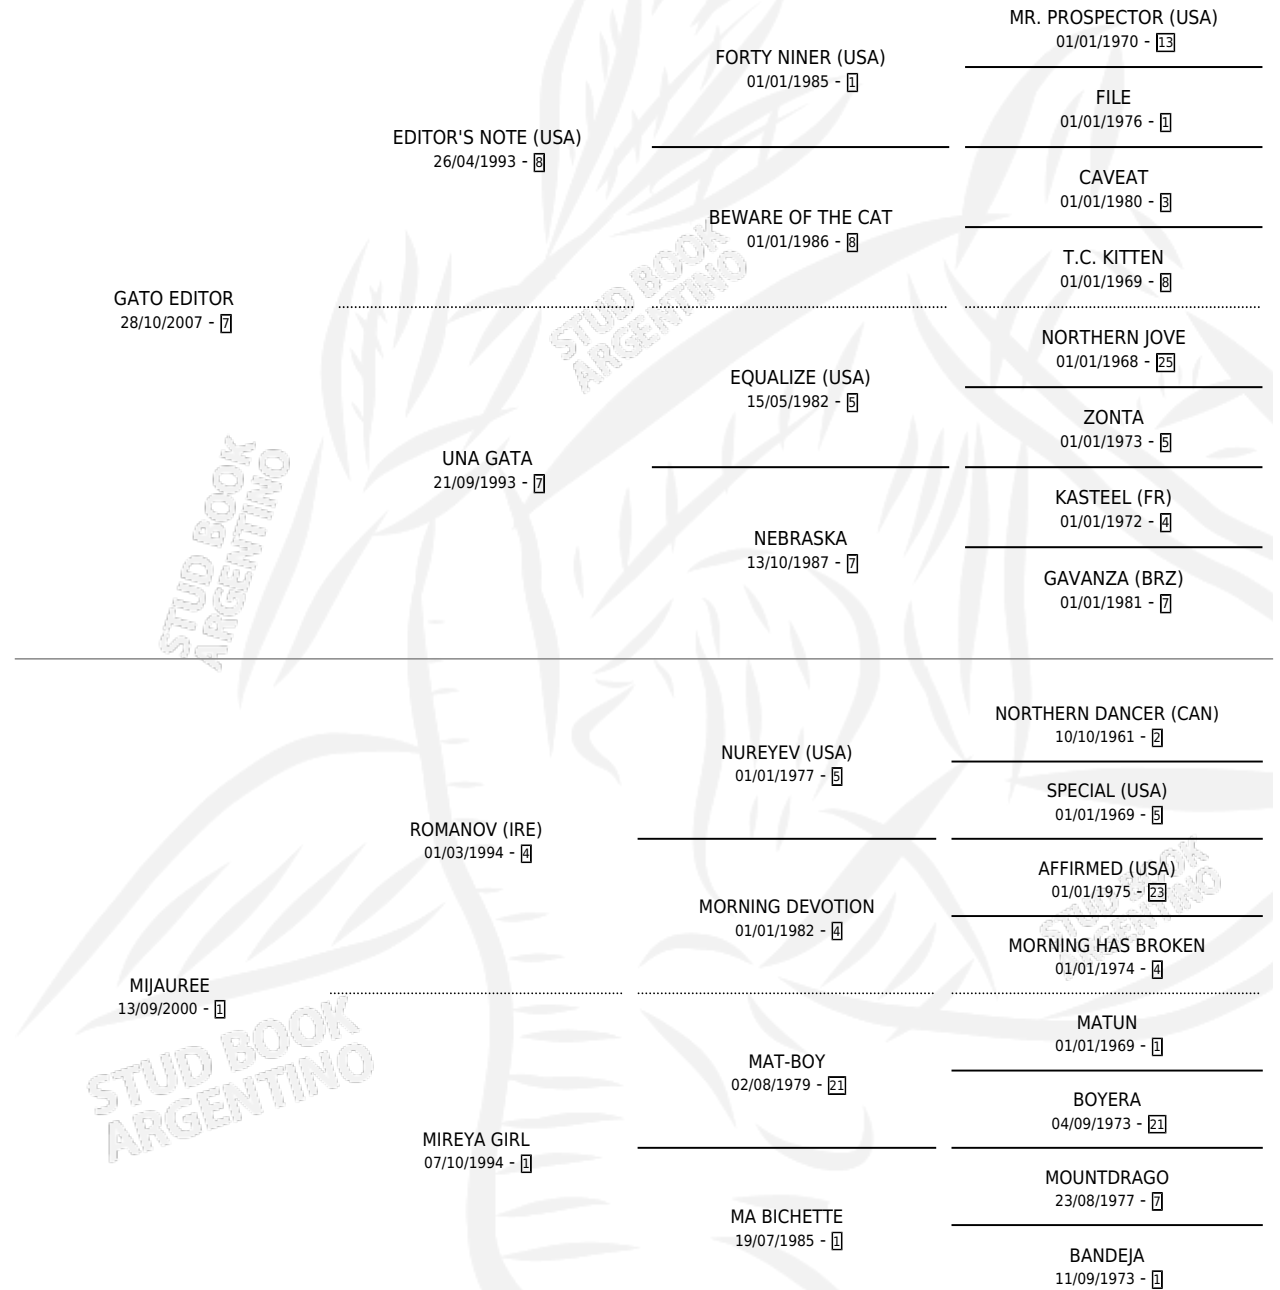 MR. PROSPECTOR (USA)
01/01/1970 - 13
FORTY NINER (USA)
01/01/1985 - 1
FILE
01/01/1976 - 1
EDITOR'S NOTE (USA)
26/04/1993 - 8
CAVEAT
01/01/1980 - 3
BEWARE OF THE CAT
01/01/1986 - 8
T.C. KITTEN
01/01/1969 - 8
GATO EDITOR
28/10/2007 - 7
NORTHERN JOVE
01/01/1968 - 25
EQUALIZE (USA)
15/05/1982 - 5
ZONTA
01/01/1973 - 5
UNA GATA
21/09/1993 - 7
KASTEEL (FR)
01/01/1972 - 4
NEBRASKA
13/10/1987 - 7
GAVANZA (BRZ)
01/01/1981 - 7
STUD BOOK
ARGENTINO
STUD BOOK
ARGENTINO
NORTHERN DANCER (CAN)
10/10/1961 - 2
NUREYEV (USA)
01/01/1977 - 5
SPECIAL (USA)
01/01/1969 - 5
ROMANOV (IRE)
01/03/1994 - 4
AFFIRMED (USA)
01/01/1975 - 23
MORNING DEVOTION
01/01/1982 - 4
MORNING HAS BROKEN
01/01/1974 - 4
MIJAUREE
13/09/2000 - 1
MATUN
01/01/1969 - 1
MAT-BOY
02/08/1979 - 21
BOYERA
04/09/1973 - 21
MIREYA GIRL
07/10/1994 - 1
MOUNTDRAGO
23/08/1977 - 7
MA BICHETTE
19/07/1985 - 1
BANDEJA
11/09/1973 - 1
STUD BOOK
ARGENTINO
STUD BOOK
ARGENTINO